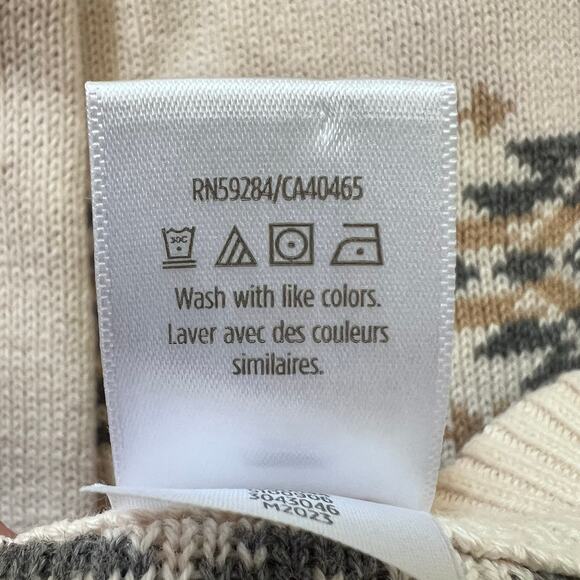 RN59284/CA40465
30C
Wash with like colors.
Laver avec des couleurs
similaires.
3043046
M2023